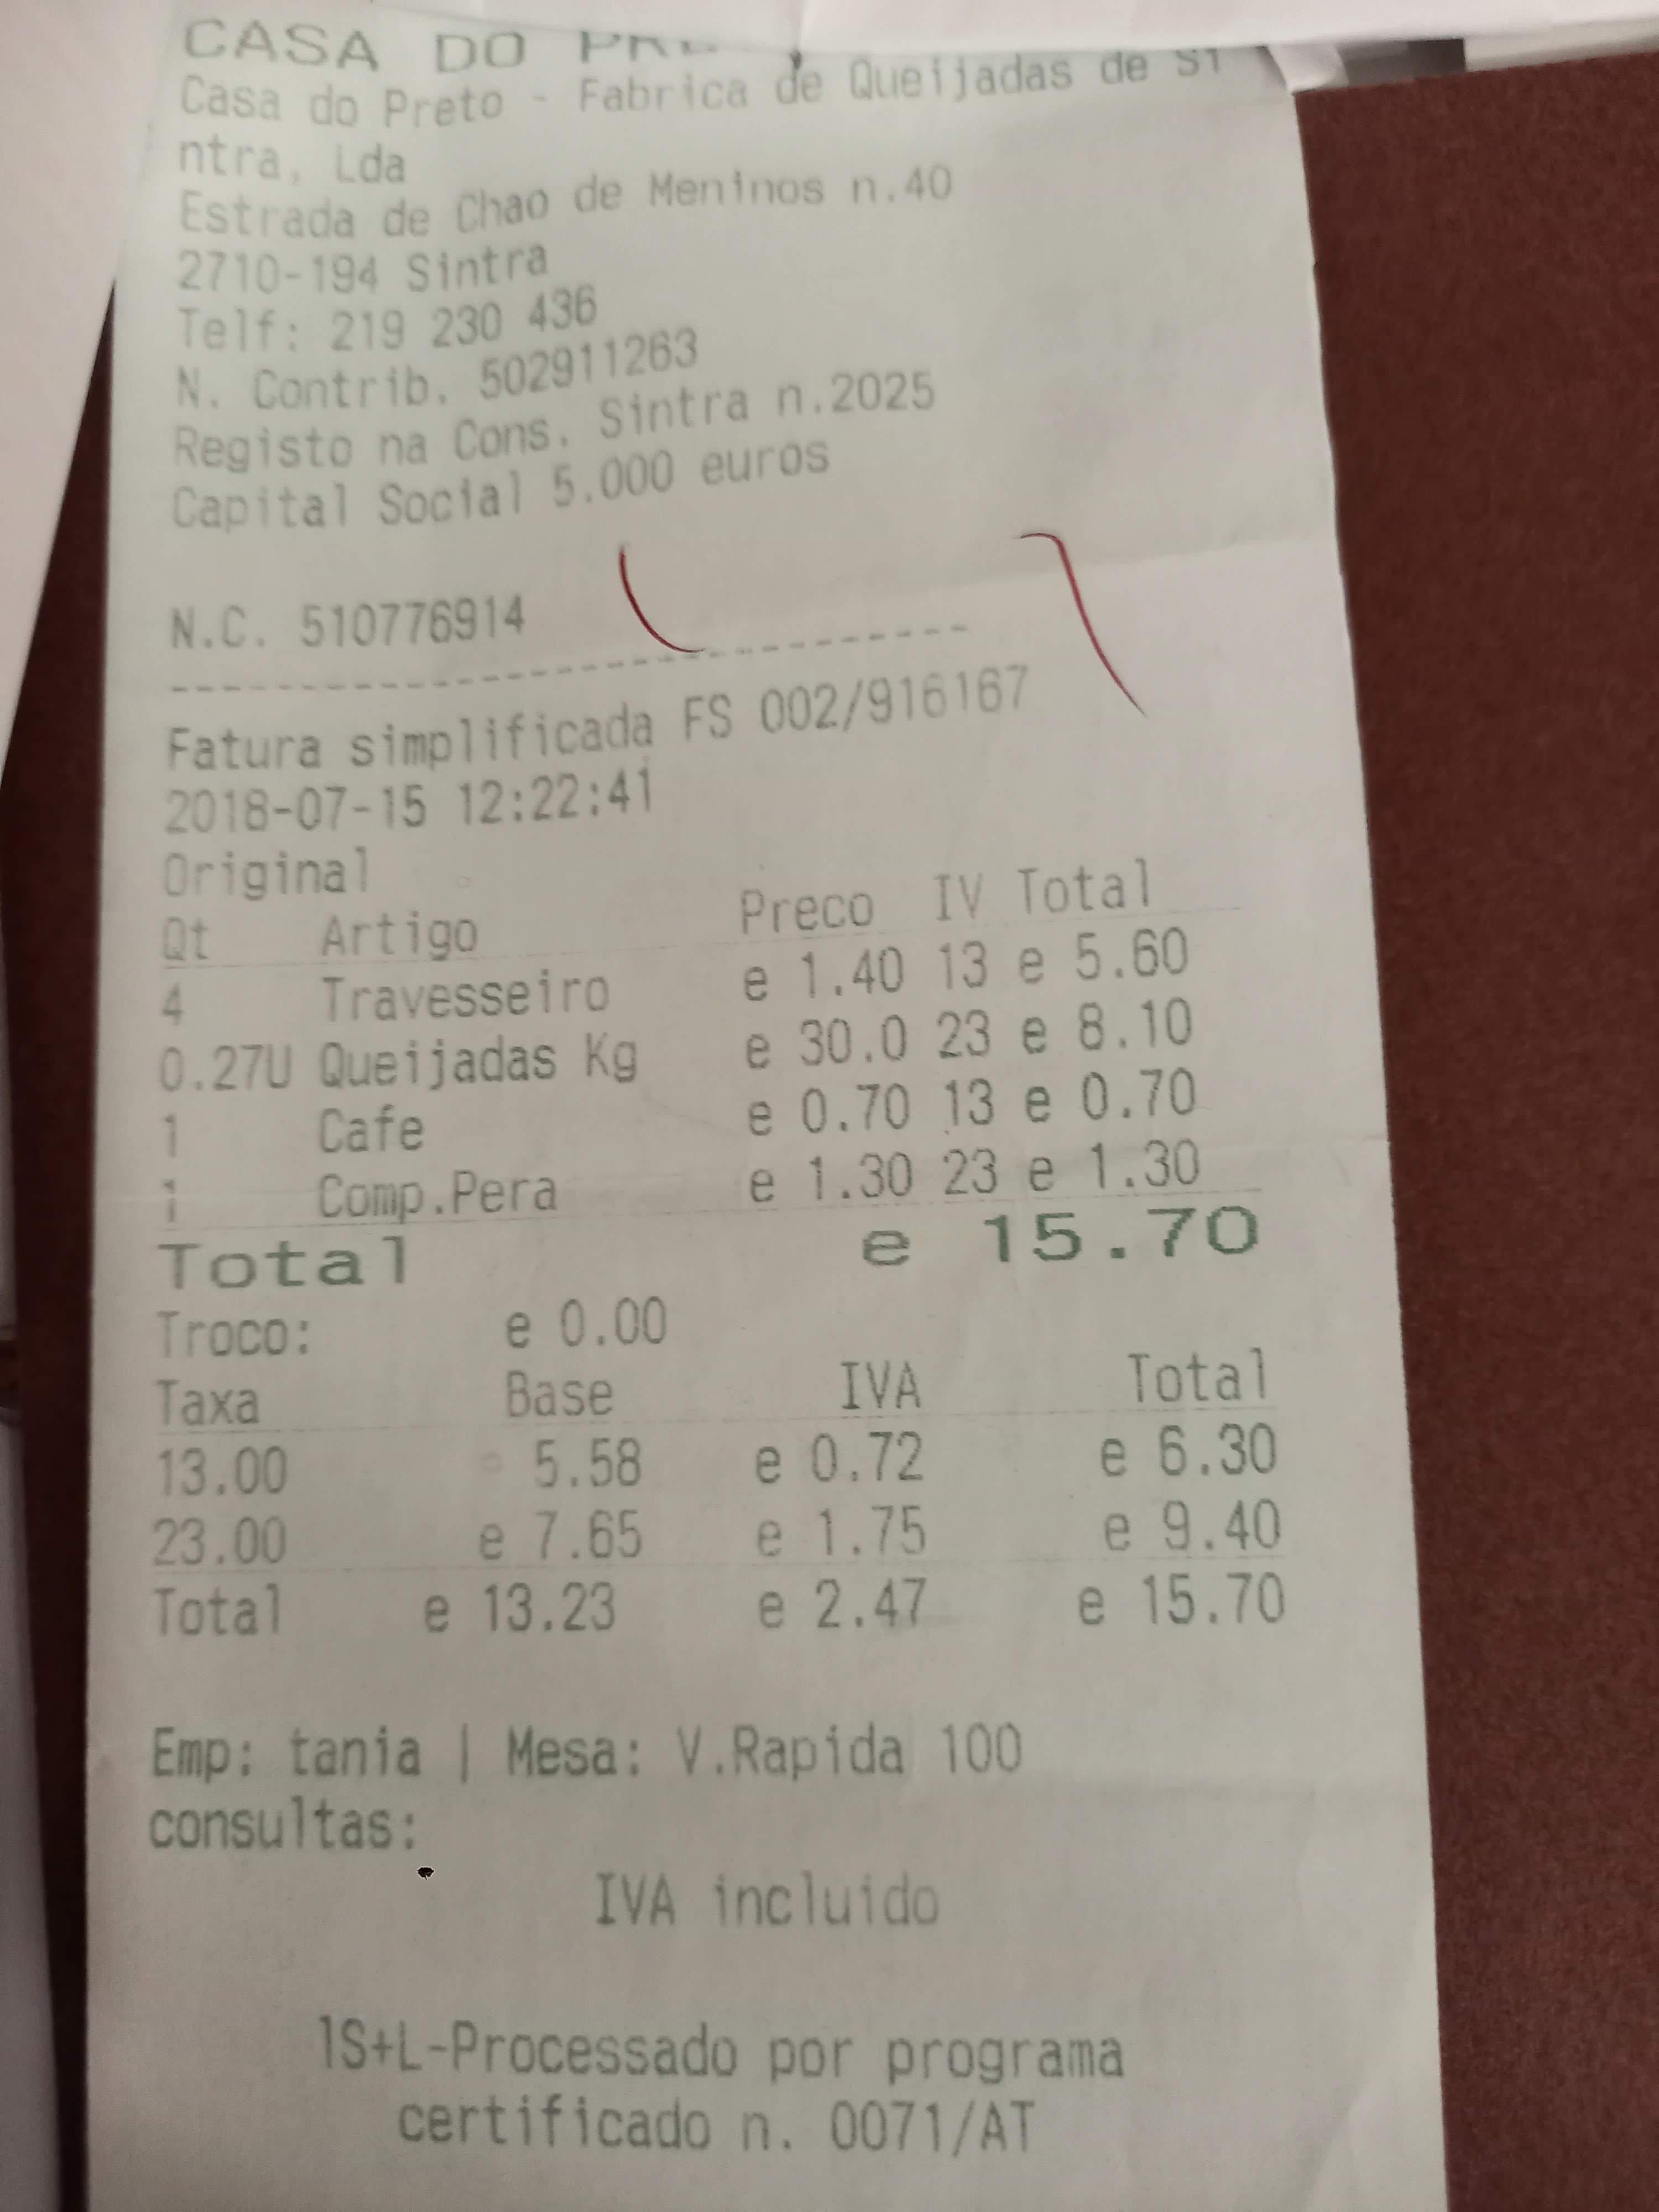 CASA DO
Casa do Preto - Fabrica de Queijadas de Si
ntra, Lda
Estrada de Chao de Meninos n.40
2710-194 Sintra
Telf: 219 230 436
N. Contrib. 502911263
Registo na Cons. Sintra n.2025
Capital Social 5.000 euros
N.C. 510776914
--------------------------------
Fatura simplificada FS 002/916167
2018-07-15 12:22:41
Original
Qt Artigo Preco IV Total
4 Travesseiro e 1.40 13 e 5.60
0.27U Queijadas Kg e 30.0 23 e 8.10
1 Cafe e 0.70 13 e 0.70
1 Comp.Pera e 1.30 23 e 1.30
Total e 15.70
Troco: e 0.00
Taxa Base IVA Total
13.00 5.58 e 0.72 e 6.30
23.00 e 7.65 e 1.75 e 9.40
Total e 13.23 e 2.47 e 15.70
Emp: tania | Mesa: V.Rapida 100
consultas:
IVA incluido
1S+L-Processado por programa
certificado n. 0071/AT